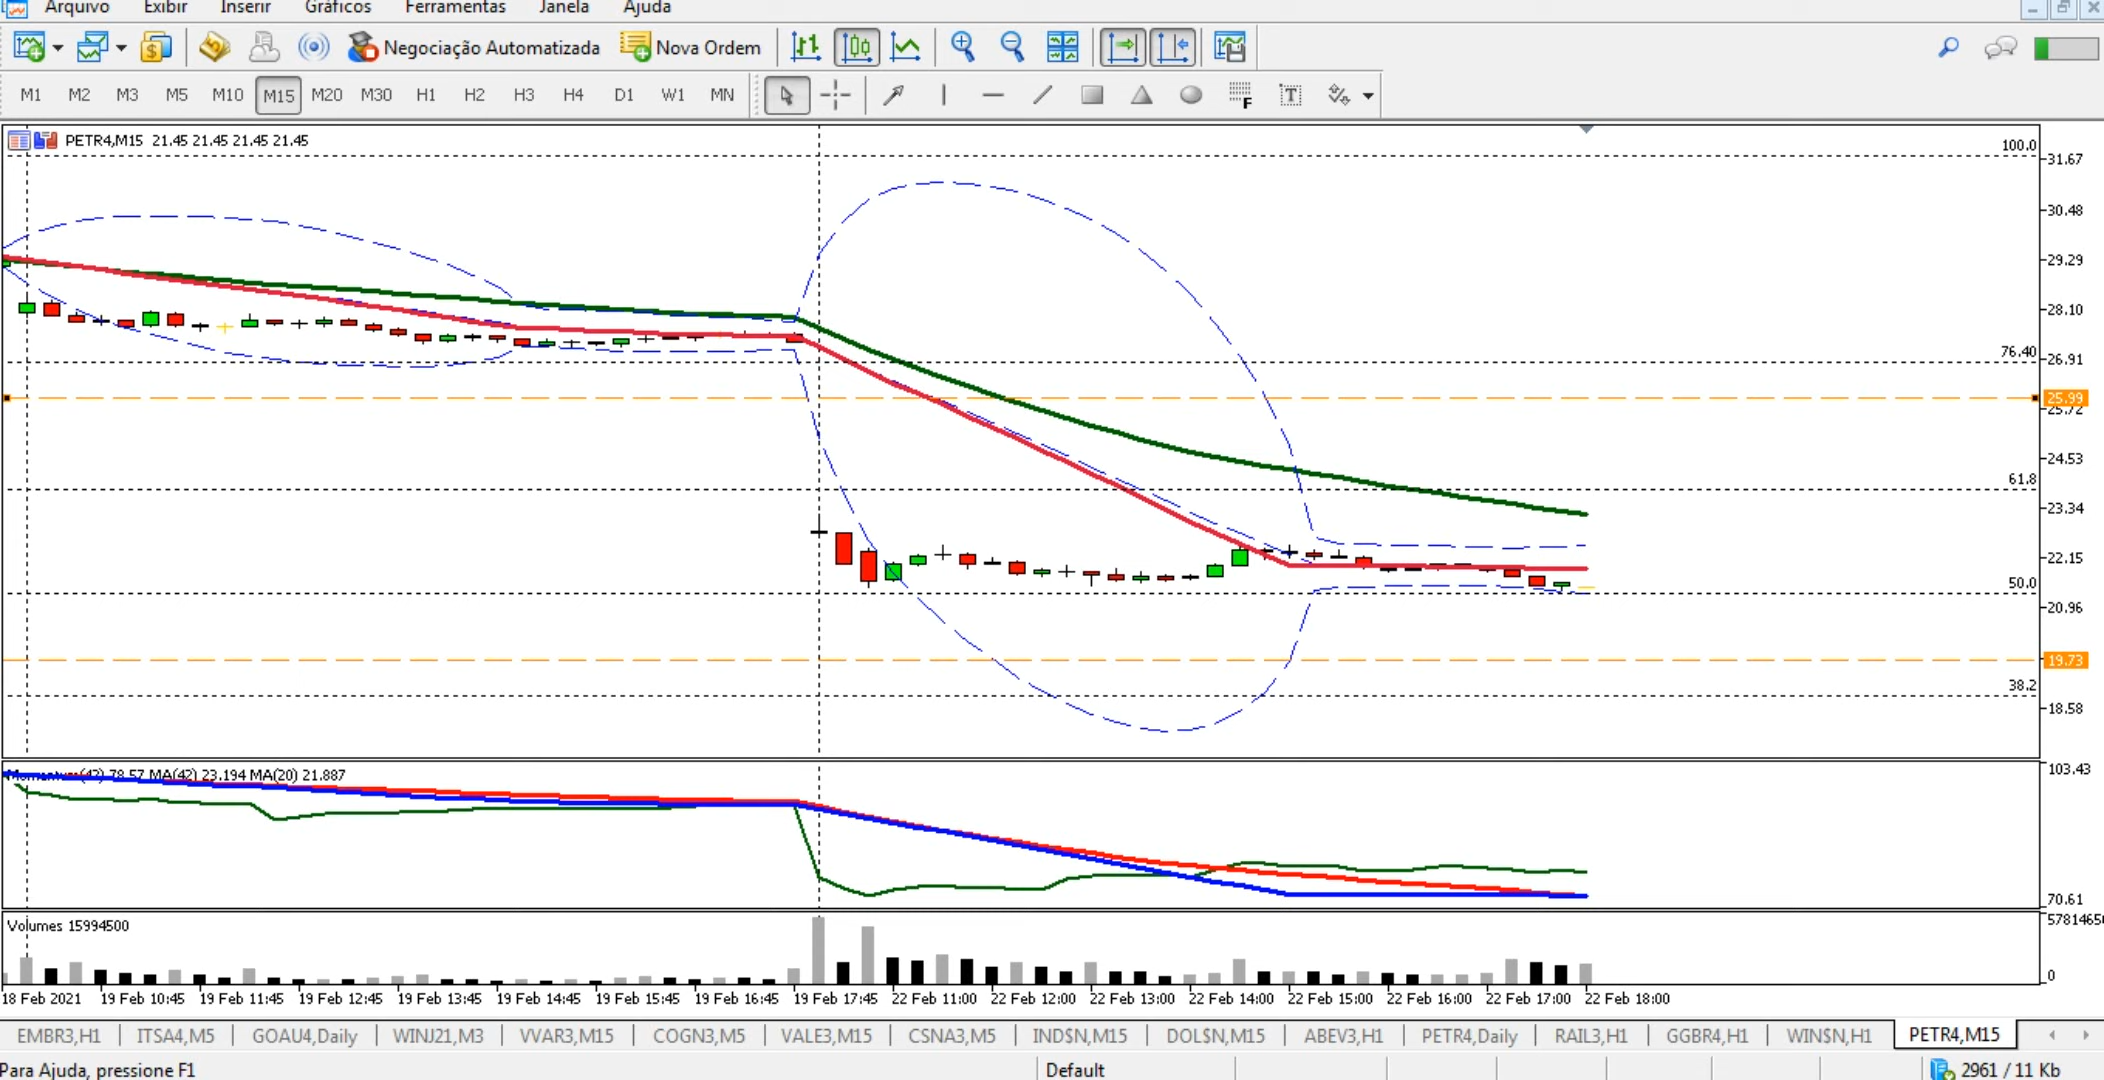 Arquivo Exibir Inserir Gráficos Ferramentas Janela Ajuda
Negociação Automatizada Nova Ordem
M1 M2 M3 M5 M10 M15 M20 M30 H1 H2 H3 H4 D1 W1 MN F T
PETR4,M15 21.45 21.45 21.45 21.45
100.0
31.67
30.48
29.29
28.10
76.40
26.91
25.99
25.72
24.53
61.8
23.34
22.15
50.0
20.96
19.73
38.2
18.58
Momentum(42) 78.57 MA(42) 23.194 MA(20) 21.887
103.43
70.61
Volumes 15994500
5781465
0
18 Feb 2021 19 Feb 10:45 19 Feb 11:45 19 Feb 12:45 19 Feb 13:45 19 Feb 14:45 19 Feb 15:45 19 Feb 16:45 19 Feb 17:45 22 Feb 11:00 22 Feb 12:00 22 Feb 13:00 22 Feb 14:00 22 Feb 15:00 22 Feb 16:00 22 Feb 17:00 22 Feb 18:00
EMBR3,H1 ITSA4,M5 GOAU4,Daily WINJ21,M3 VVAR3,M15 COGN3,M5 VALE3,M15 CSNA3,M5 IND$N,M15 DOL$N,M15 ABEV3,H1 PETR4,Daily RAIL3,H1 GGBR4,H1 WIN$N,H1 PETR4,M15
Para Ajuda, pressione F1 Default 2961 / 11 Kb